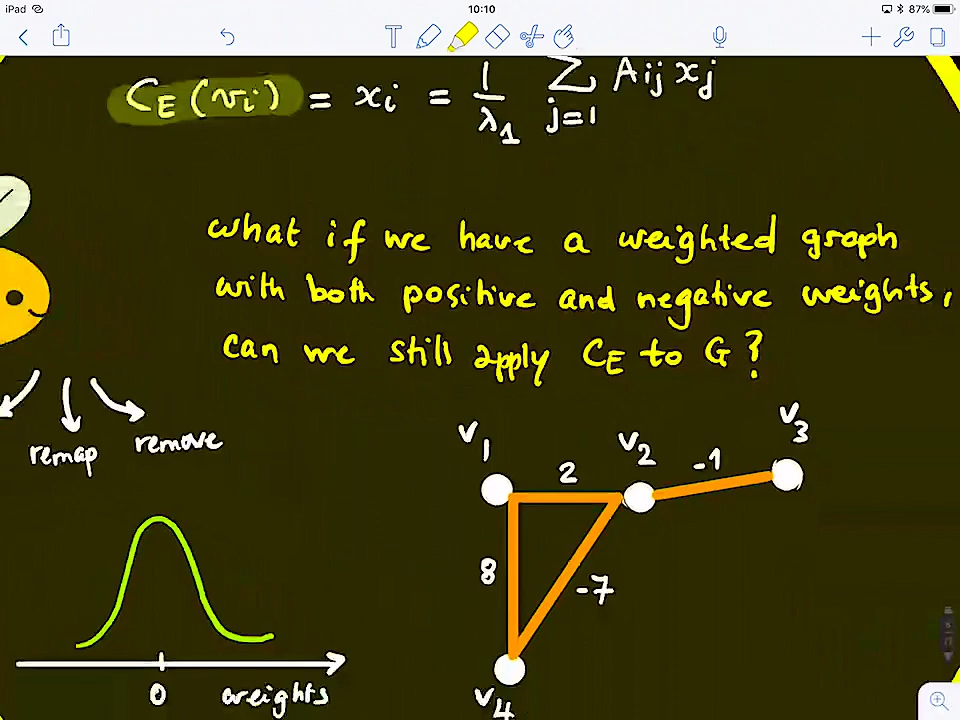 iPad
10:10
87%
T
C_E (v_i) = x_i = 1/λ_1 Σ_{j=1} A_ij x_j
what if we have a weighted graph
with both positive and negative weights,
can we still apply C_E to G?
remap remove
v_1 2 v_2 -1 v_3
8 -7
v_4
0 weights